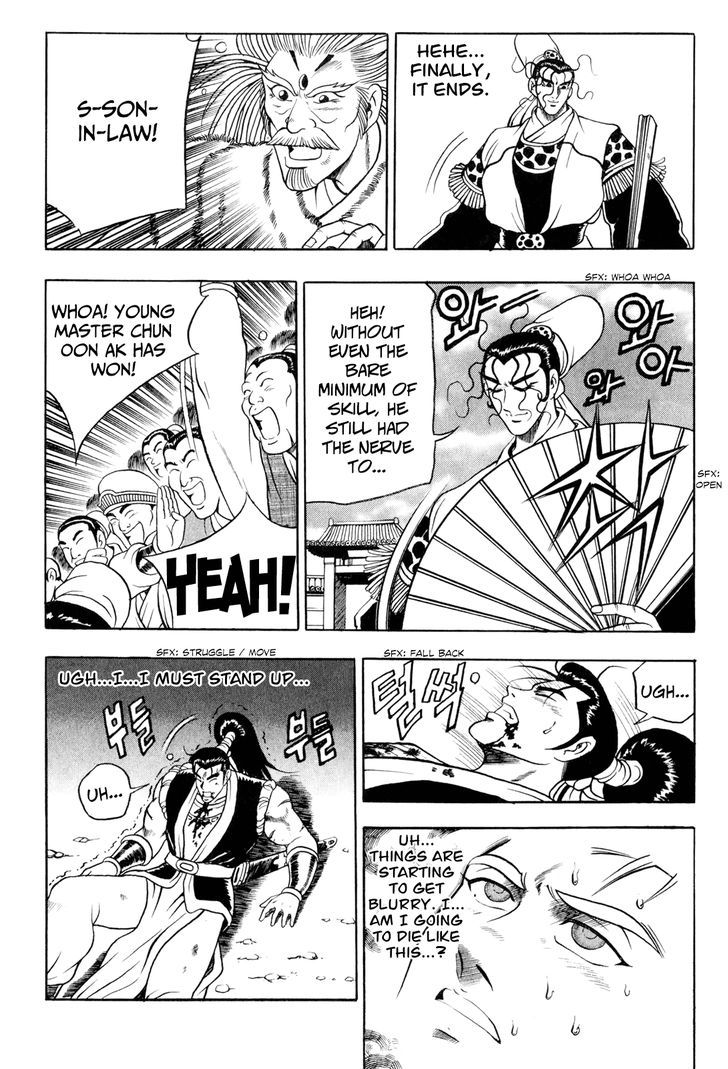 HEHE...
FINALLY,
IT ENDS.
S-SON-
IN-LAW!
SFX: WHOA WHOA
와
와
와
와
HEH!
WITHOUT
EVEN THE
BARE
MINIMUM OF
SKILL, HE
STILL HAD
THE NERVE
TO...
SFX:
OPEN
촤
악
WHOA! YOUNG
MASTER CHUN
OON AK HAS
WON!
YEAH!
SFX: FALL BACK
털
썩
UGH...
SFX: STRUGGLE / MOVE
UGH...I...I MUST STAND UP...
부들
부들
UH...
UH...
THINGS ARE
STARTING
TO GET
BLURRY. I...
AM I GOING
TO DIE LIKE
THIS...?